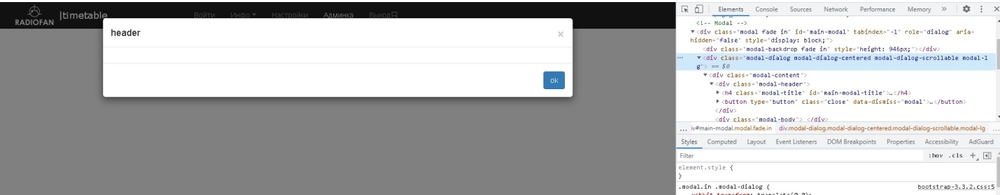 RADIOFAN
|timetable
Войти Инфо Настройки Админка Выход
header
×
ok
Elements Console Sources Network Performance Memory »
<!-- Modal -->
<div class="modal fade in" id="main-modal" tabindex="-1" role="dialog" aria-
hidden="false" style="display: block;">
<div class="modal-backdrop fade in" style="height: 946px;"></div>
<div class="modal-dialog modal-dialog-centered modal-dialog-scrollable modal-l
g"> == $0
<div class="modal-content">
<div class="modal-header">
<h4 class="modal-title" id="main-modal-title">…</h4>
<button type="button" class="close" data-dismiss="modal">…</button>
</div>
<div class="modal-body"> </div>
... iv#main-modal.modal.fade.in div.modal-dialog.modal-dialog-centered.modal-dialog-scrollable.modal-lg ...
Styles Computed Layout Event Listeners DOM Breakpoints Properties Accessibility AdGuard
Filter :hov .cls +
element.style {
}
.modal.in .modal-dialog { bootstrap-3.3.2.css:5
-webkit-transform: translate(0,0);